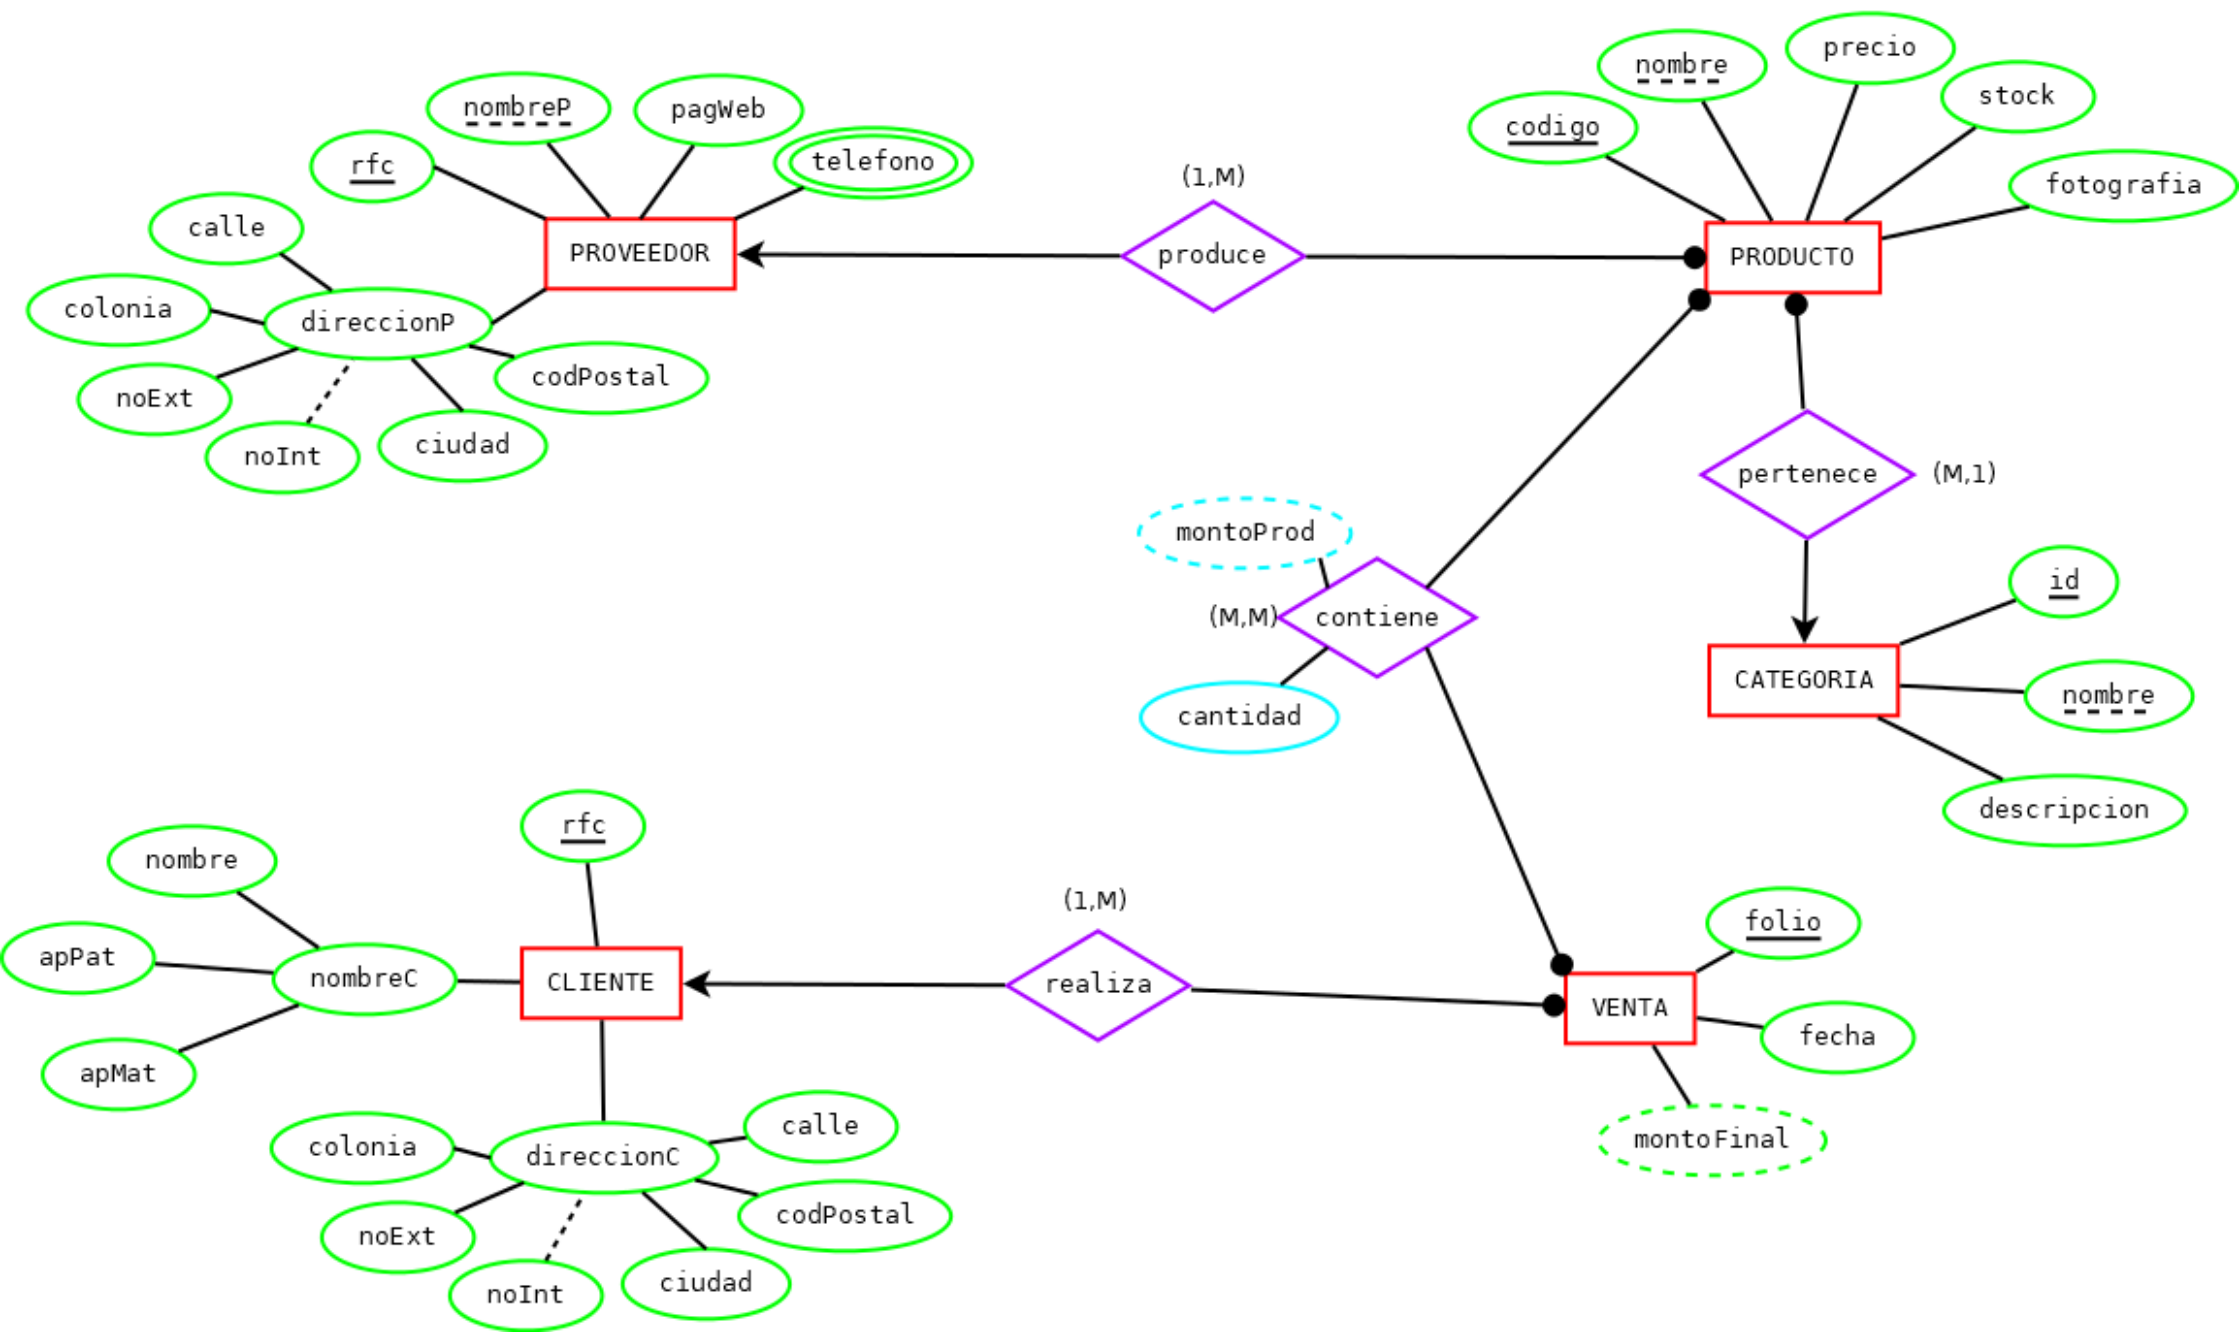 precio
nombre
stock
nombreP
pagWeb
codigo
telefono
rfc
(1,M)
fotografia
calle
PROVEEDOR
produce
PRODUCTO
colonia
direccionP
codPostal
noExt
ciudad
noInt
pertenece
(M,1)
montoProd
id
(M,M)
contiene
CATEGORIA
nombre
cantidad
descripcion
rfc
nombre
(1,M)
folio
apPat
nombreC
CLIENTE
realiza
VENTA
fecha
apMat
calle
montoFinal
colonia
direccionC
codPostal
noExt
ciudad
noInt